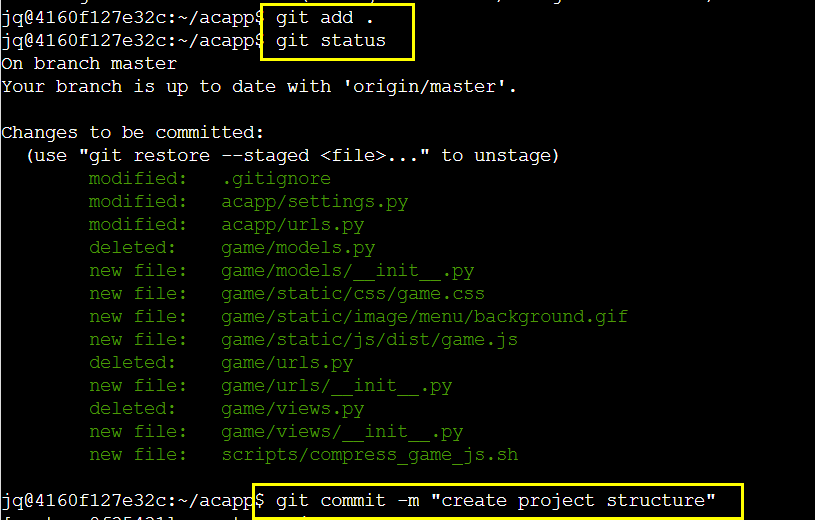 jq@4160f127e32c:~/acapp$ git add .
jq@4160f127e32c:~/acapp$ git status
On branch master
Your branch is up to date with 'origin/master'.
Changes to be committed:
  (use "git restore --staged <file>..." to unstage)
        modified:   .gitignore
        modified:   acapp/settings.py
        modified:   acapp/urls.py
        deleted:    game/models.py
        new file:   game/models/__init__.py
        new file:   game/static/css/game.css
        new file:   game/static/image/menu/background.gif
        new file:   game/static/js/dist/game.js
        deleted:    game/urls.py
        new file:   game/urls/__init__.py
        deleted:    game/views.py
        new file:   game/views/__init__.py
        new file:   scripts/compress_game_js.sh
jq@4160f127e32c:~/acapp$ git commit -m "create project structure"